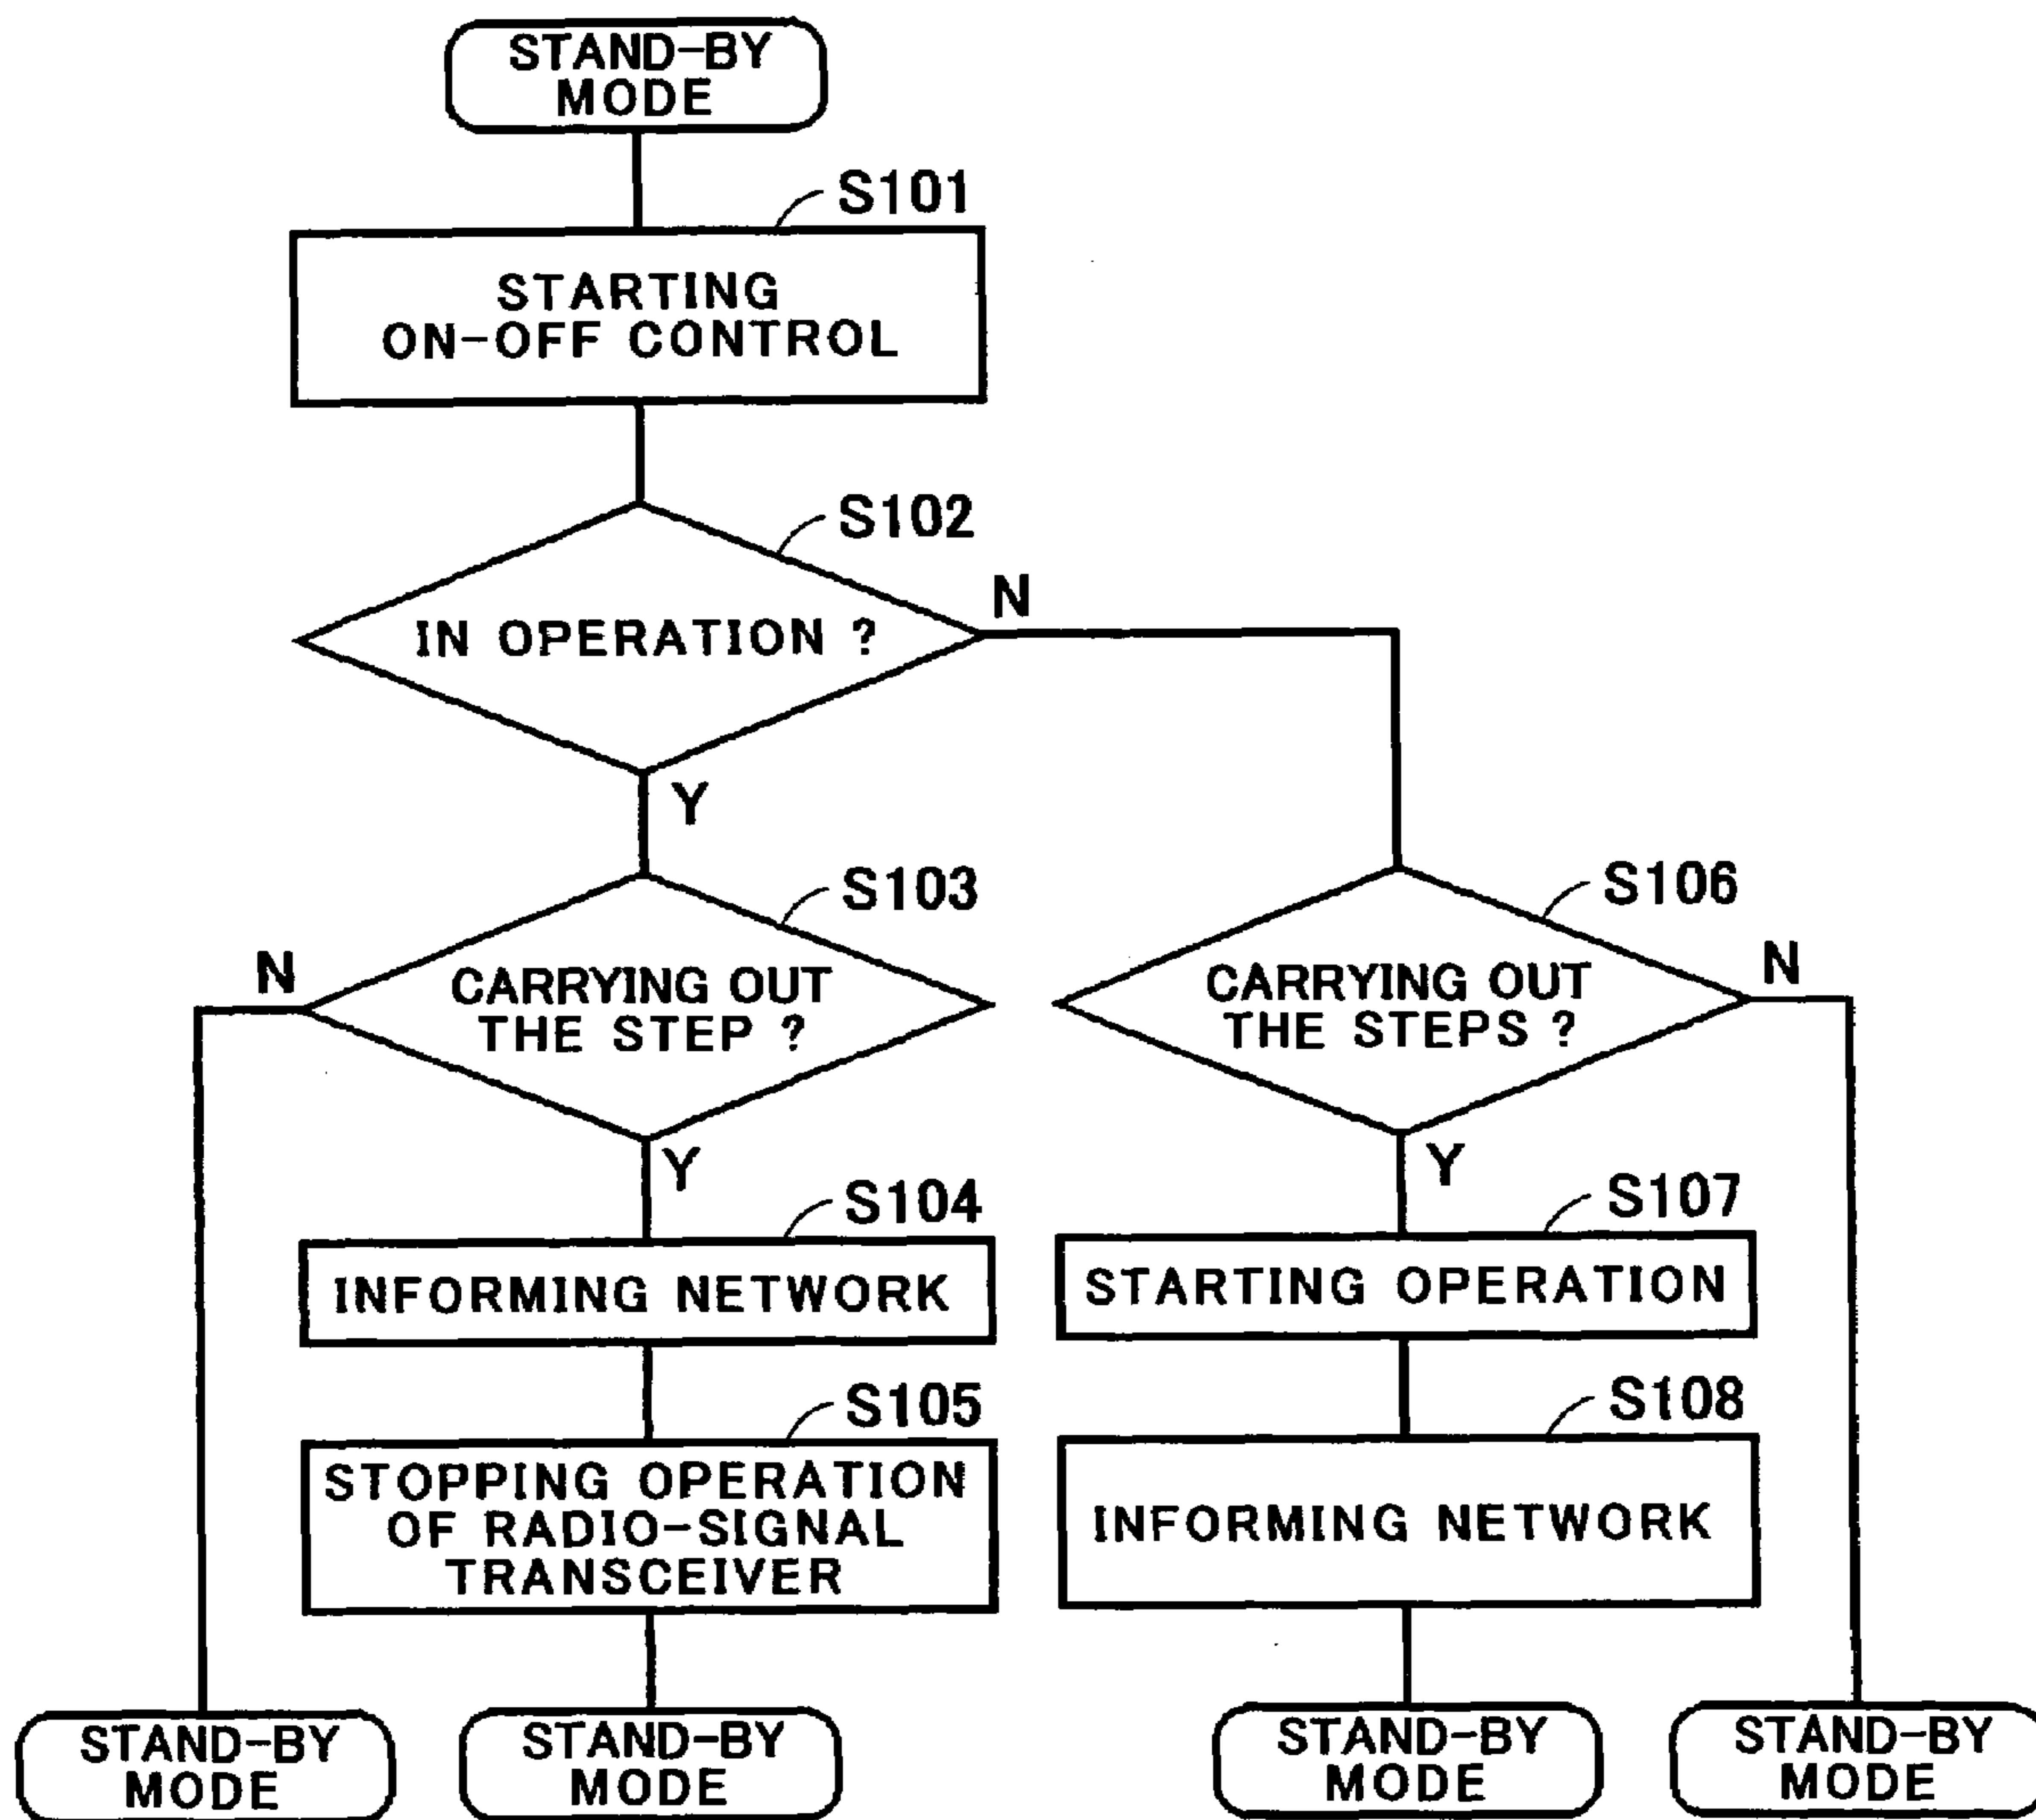 STAND-BY
MODE
S101
STARTING
ON-OFF CONTROL
S102
N
IN OPERATION ?
Y
S103
N
CARRYING OUT
THE STEP ?
Y
S104
INFORMING NETWORK
S105
STOPPING OPERATION
OF RADIO-SIGNAL
TRANSCEIVER
STAND-BY
MODE
STAND-BY
MODE
S106
N
CARRYING OUT
THE STEPS ?
Y
S107
STARTING OPERATION
S108
INFORMING NETWORK
STAND-BY
MODE
STAND-BY
MODE